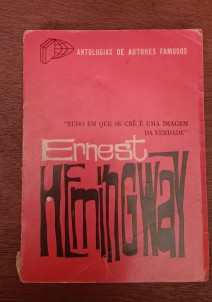 ANTOLOGIAS DE AUTORES FAMOSOS
"TUDO EM QUE SE CRÊ É UMA IMAGEM
DA VERDADE"
Ernest
HEmiNGWAY